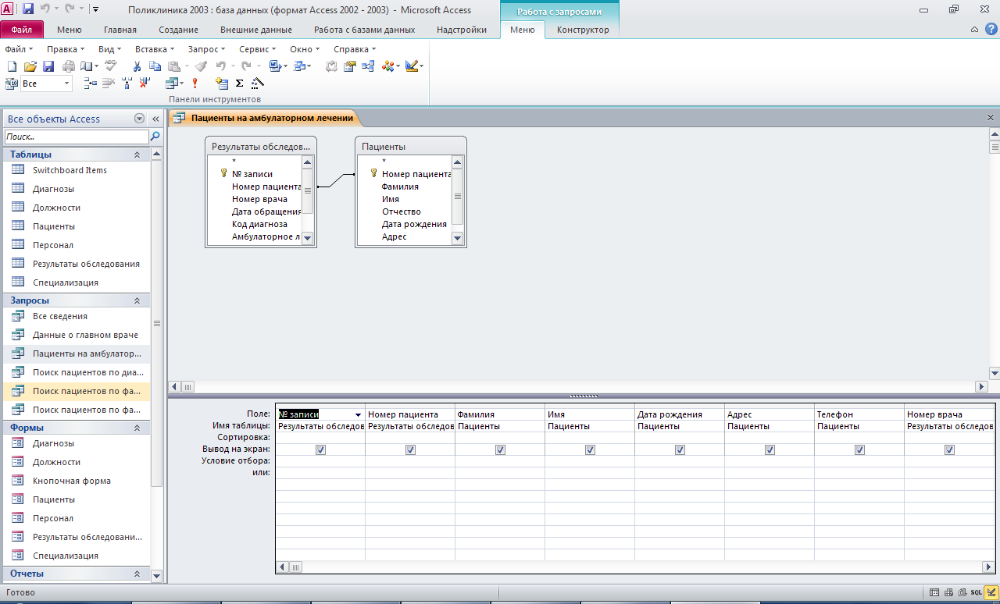 Поликлиника 2003 : база данных (формат Access 2002 - 2003) - Microsoft Access
Работа с запросами
Файл Меню Главная Создание Внешние данные Работа с базами данных Надстройки Меню Конструктор
Файл Правка Вид Вставка Запрос Сервис Окно Справка
Все
Панели инструментов
Все объекты Access
Поиск...
Таблицы
Switchboard Items
Диагнозы
Должности
Пациенты
Персонал
Результаты обследования
Специализация
Запросы
Все сведения
Данные о главном враче
Пациенты на амбулатор...
Поиск пациентов по диа...
Поиск пациентов по фа...
Поиск пациентов по фа...
Формы
Диагнозы
Должности
Кнопочная форма
Пациенты
Персонал
Результаты обследовани...
Специализация
Отчеты
Пациенты на амбулаторном лечении
Результаты обследов...
*
№ записи
Номер пациента
Номер врача
Дата обращения
Код диагноза
Амбулаторное л
Пациенты
*
Номер пациента
Фамилия
Имя
Отчество
Дата рождения
Адрес
Поле: № записи Номер пациента Фамилия Имя Дата рождения Адрес Телефон Номер врача
Имя таблицы: Результаты обследов Результаты обследов Пациенты Пациенты Пациенты Пациенты Пациенты Результаты обследов
Сортировка:
Вывод на экран:
Условие отбора:
или:
Готово
SQL